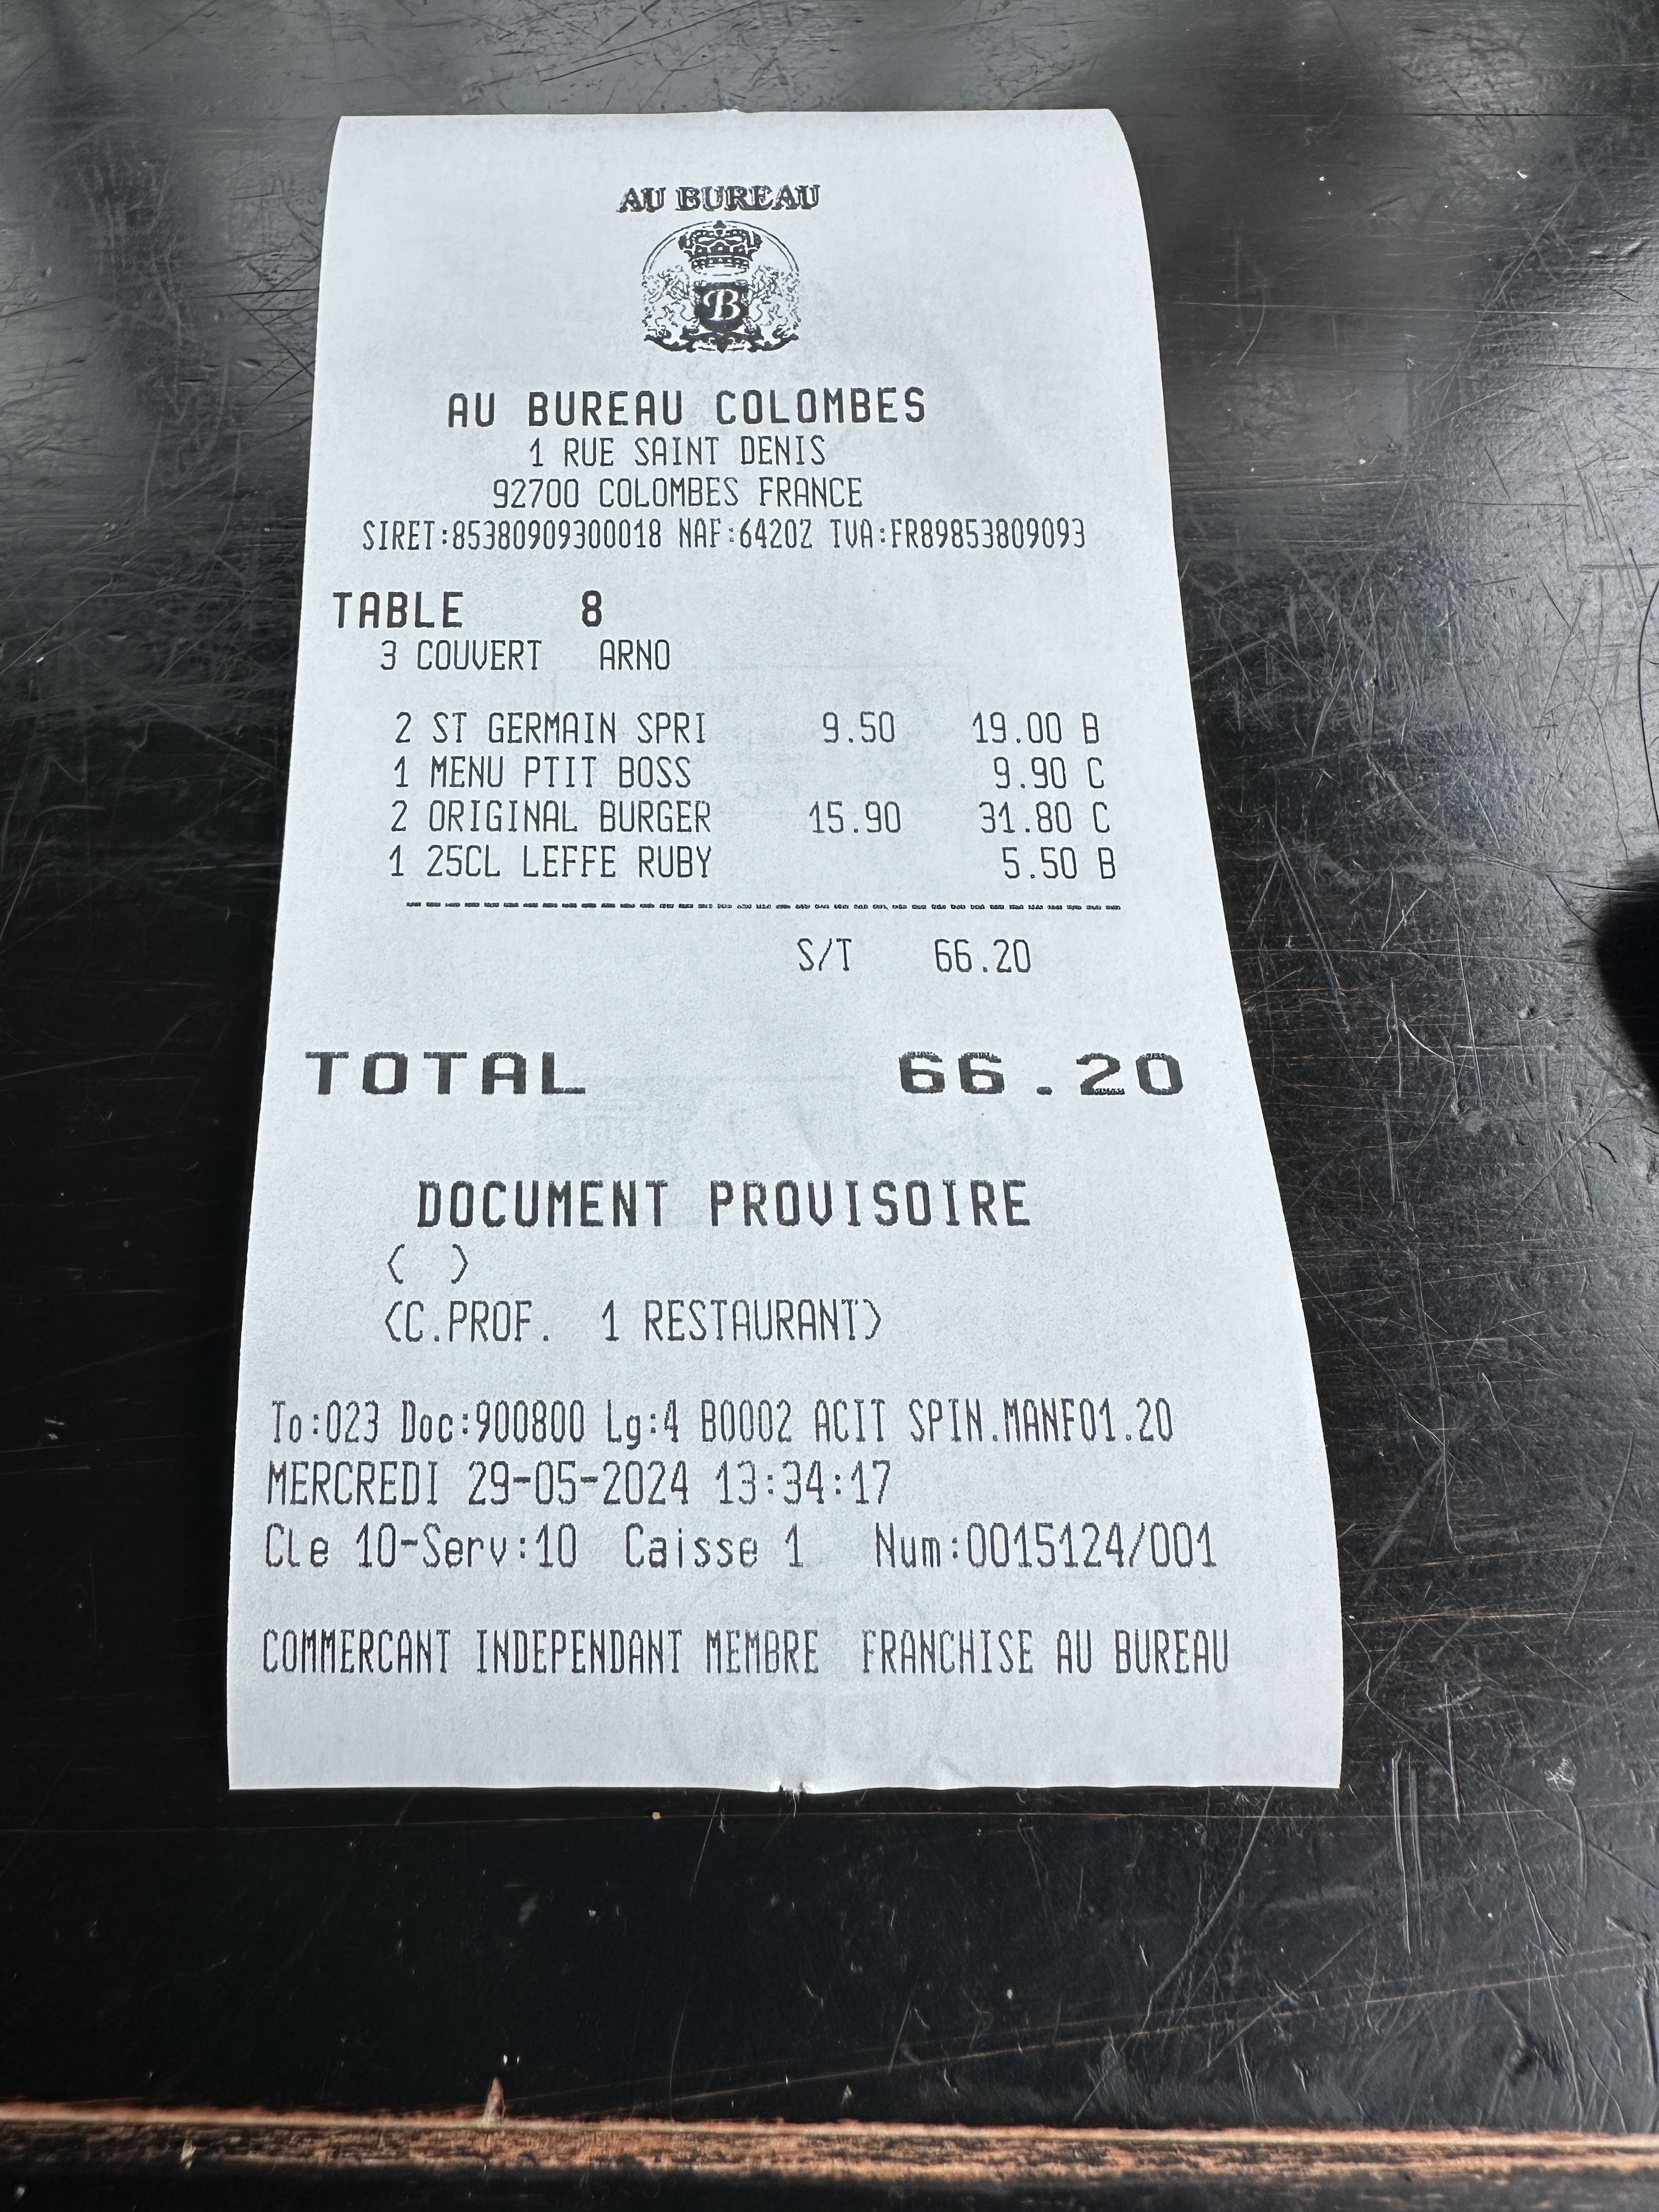 AU BUREAU
B
AU BUREAU COLOMBES
1 RUE SAINT DENIS
92700 COLOMBES FRANCE
SIRET:85380909300018 NAF:6420Z TVA:FR89853809093
TABLE 8
3 COUVERT ARNO
2 ST GERMAIN SPRI 9.50 19.00 B
1 MENU PTIT BOSS 9.90 C
2 ORIGINAL BURGER 15.90 31.80 C
1 25CL LEFFE RUBY 5.50 B
S/T 66.20
TOTAL 66.20
DOCUMENT PROVISOIRE
( )
(C.PROF. 1 RESTAURANT)
To:023 Doc:900800 Lg:4 B0002 ACIT SPIN.MANF01.20
MERCREDI 29-05-2024 13:34:17
Cle 10-Serv:10 Caisse 1 Num:0015124/001
COMMERCANT INDEPENDANT MEMBRE FRANCHISE AU BUREAU